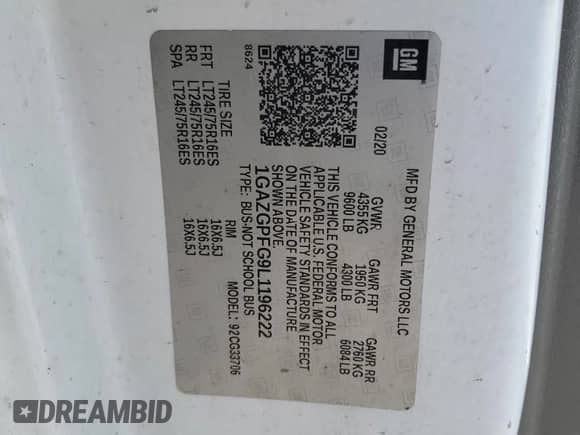 GM
MFD BY GENERAL MOTORS LLC
02/20
GVWR GAWR FRT GAWR RR
4355 KG 1950 KG 2760 KG
9600 LB 4300 LB 6084 LB
THIS VEHICLE CONFORMS TO ALL
APPLICABLE U.S. FEDERAL MOTOR
VEHICLE SAFETY STANDARDS IN EFFECT
ON THE DATE OF MANUFACTURE
SHOWN ABOVE.
1GAZGPFG9L1196222
TYPE: BUS-NOT SCHOOL BUS MODEL: 92CG33706
8624
TIRE SIZE RIM
FRT LT245/75R16ES 16X6.5J
RR LT245/75R16ES 16X6.5J
SPA LT245/75R16ES 16X6.5J
DREAMBID